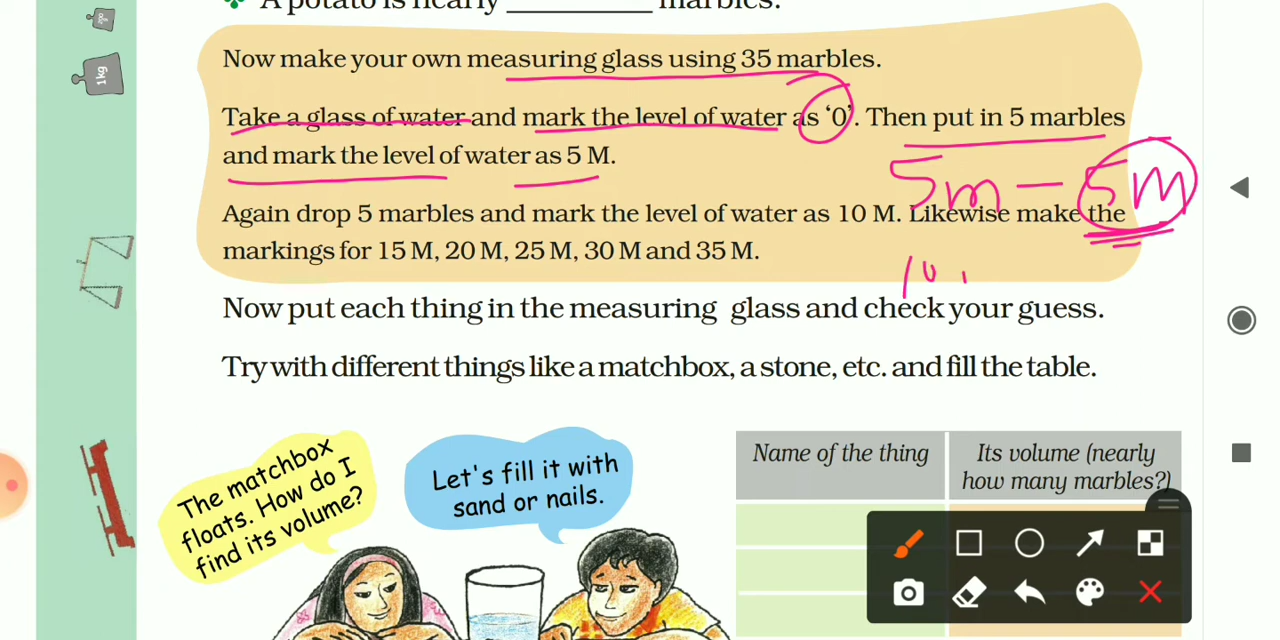 A potato is nearly __________ marbles.
200 g
1 kg
Now make your own measuring glass using 35 marbles.
Take a glass of water and mark the level of water as ‘0’. Then put in 5 marbles
and mark the level of water as 5 M.
5m — 5 M
Again drop 5 marbles and mark the level of water as 10 M. Likewise make the
markings for 15 M, 20 M, 25 M, 30 M and 35 M.
10
Now put each thing in the measuring glass and check your guess.
Try with different things like a matchbox, a stone, etc. and fill the table.
The matchbox
floats. How do I
find its volume?
Let's fill it with
sand or nails.
Name of the thing
Its volume (nearly
how many marbles?)